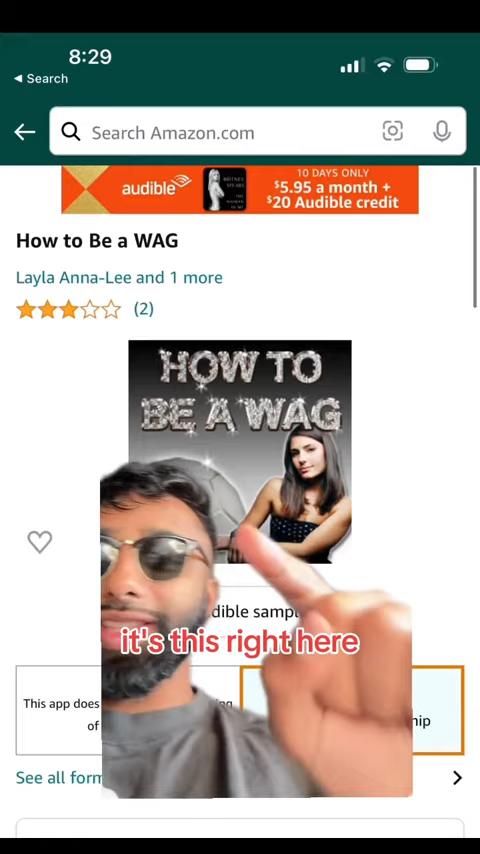 8:29
Search
Search Amazon.com
audible
10 DAYS ONLY
$5.95 a month +
$20 Audible credit
How to Be a WAG
Layla Anna-Lee and 1 more
(2)
HOW TO
BE A WAG
it's this right here
This app does
of
See all